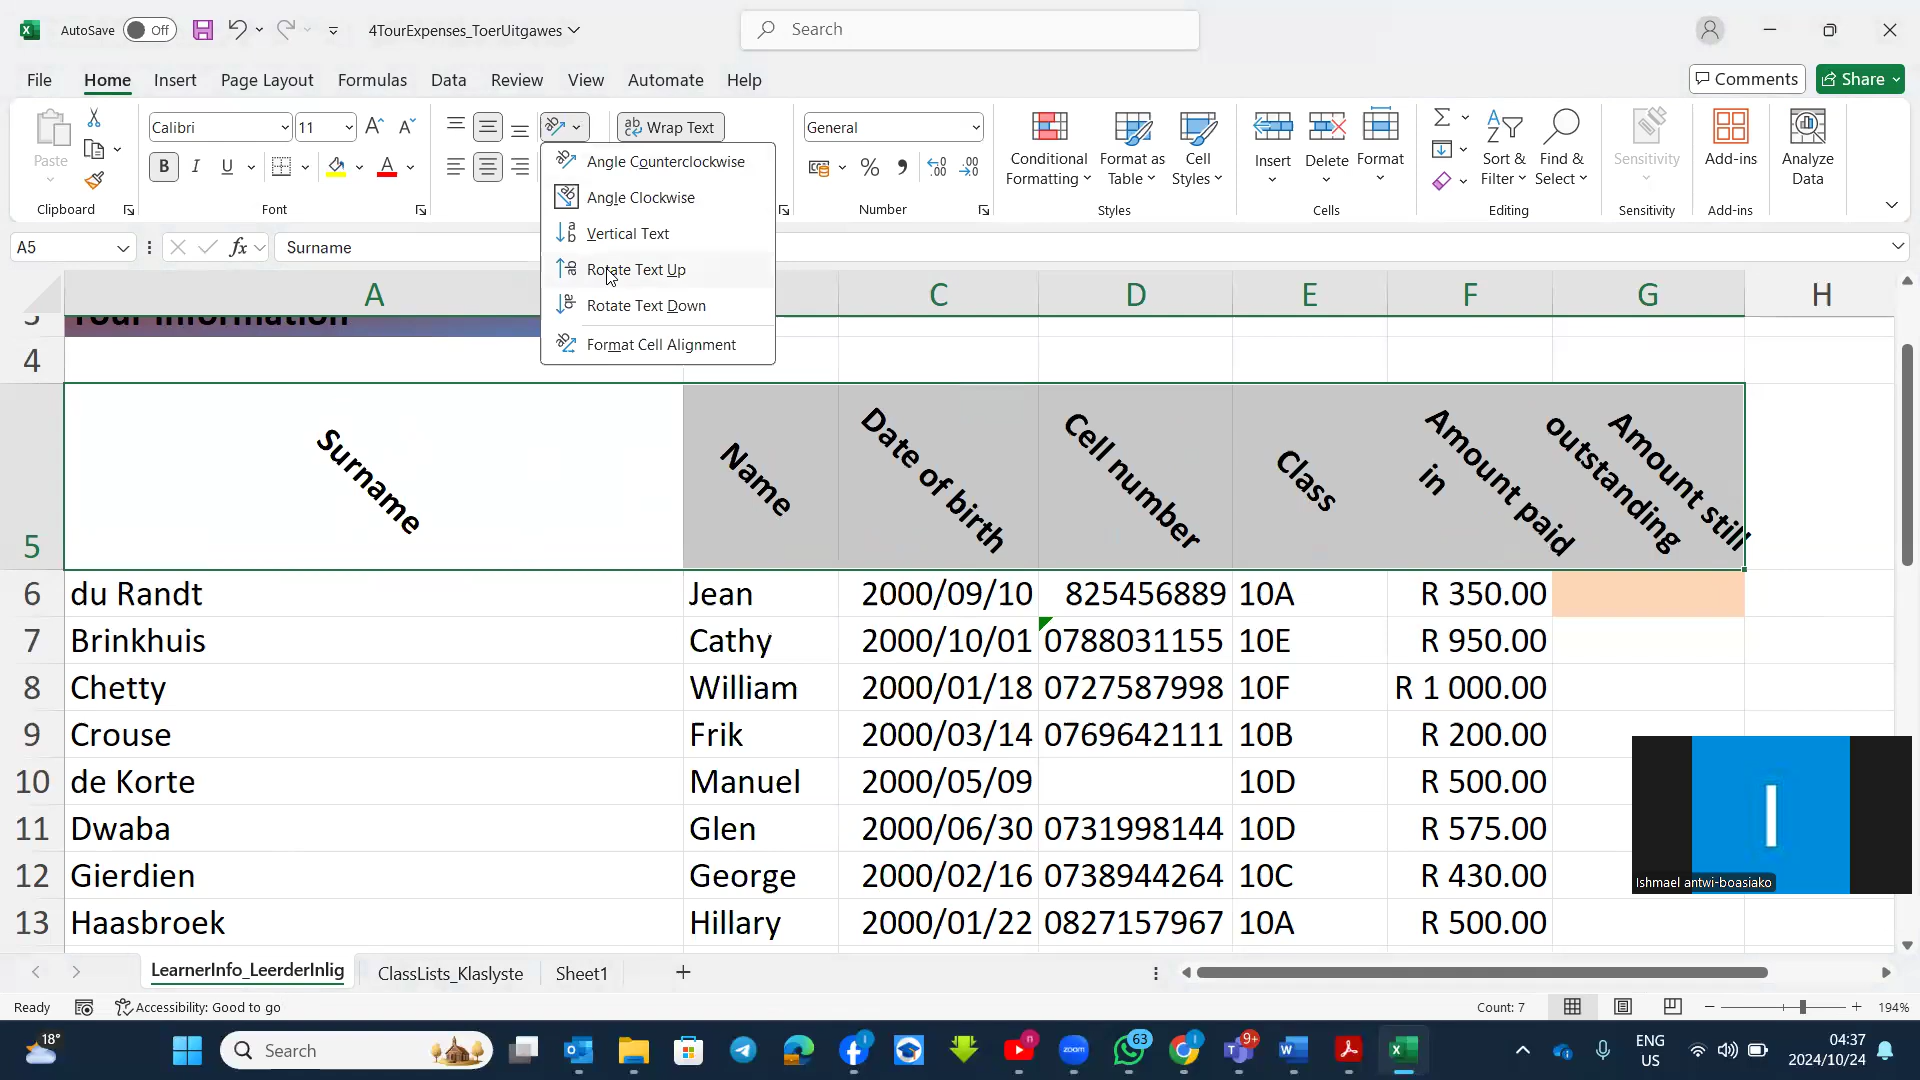 AutoSave Off 4TourExpenses_ToerUitgawes Search
File Home Insert Page Layout Formulas Data Review View Automate Help Comments Share
Paste
Calibri 11
B I U
Wrap Text
General
Conditional Formatting
Format as Table
Cell Styles
Insert
Delete
Format
Sort & Filter
Find & Select
Sensitivity
Add-ins
Analyze Data
Clipboard Font Number Styles Cells Editing Sensitivity Add-ins
Angle Counterclockwise
Angle Clockwise
Vertical Text
Rotate Text Up
Rotate Text Down
Format Cell Alignment
A5 fx Surname
A C D E F G H
3 Tour information
4
5 Surname Name Date of birth Cell number Class Amount paid in Amount still outstanding
6 du Randt Jean 2000/09/10 825456889 10A R 350.00
7 Brinkhuis Cathy 2000/10/01 0788031155 10E R 950.00
8 Chetty William 2000/01/18 0727587998 10F R 1 000.00
9 Crouse Frik 2000/03/14 0769642111 10B R 200.00
10 de Korte Manuel 2000/05/09 10D R 500.00
11 Dwaba Glen 2000/06/30 0731998144 10D R 575.00
12 Gierdien George 2000/02/16 0738944264 10C R 430.00
13 Haasbroek Hillary 2000/01/22 0827157967 10A R 500.00
I
Ishmael antwi-boasiako
LearnerInfo_LeerderInlig ClassLists_Klaslyste Sheet1
Ready Accessibility: Good to go Count: 7 194%
18° Search zoom 63 9+ ENG US 04:37 2024/10/24